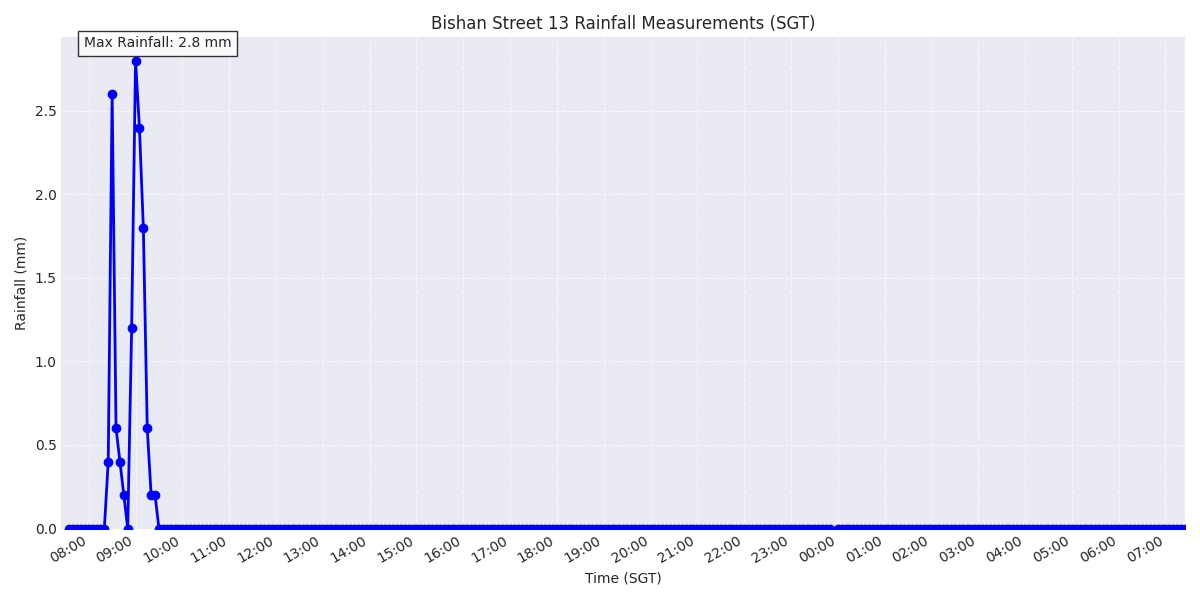 Bishan Street 13 Rainfall Measurements (SGT)
Max Rainfall: 2.8 mm
Rainfall (mm)
2.5
2.0
1.5
1.0
0.5
0.0
08:00 09:00 10:00 11:00 12:00 13:00 14:00 15:00 16:00 17:00 18:00 19:00 20:00 21:00 22:00 23:00 00:00 01:00 02:00 03:00 04:00 05:00 06:00 07:00
Time (SGT)